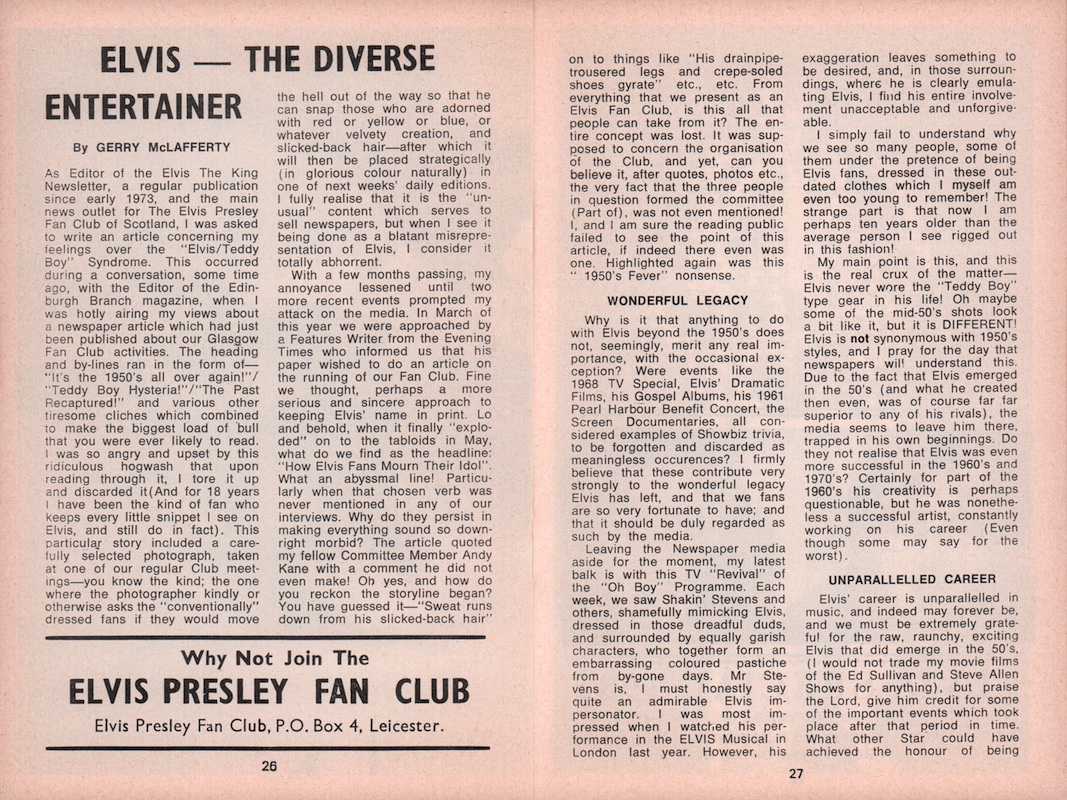 ELVIS — THE DIVERSE
ENTERTAINER
By GERRY McLAFFERTY
As Editor of the Elvis The King
Newsletter, a regular publication
since early 1973, and the main
news outlet for The Elvis Presley
Fan Club of Scotland, I was asked
to write an article concerning my
feelings over the "Elvis/Teddy
Boy" Syndrome. This occurred
during a conversation, some time
ago, with the Editor of the Edin-
burgh Branch magazine, when I
was hotly airing my views about
a newspaper article which had just
been published about our Glasgow
Fan Club activities. The heading
and by-lines ran in the form of—
"It's the 1950's all over again!"/
"Teddy Boy Hysteria!"/"The Past
Recaptured!" and various other
tiresome cliches which combined
to make the biggest load of bull
that you were ever likely to read.
I was so angry and upset by this
ridiculous hogwash that upon
reading through it, I tore it up
and discarded it(And for 18 years
I have been the kind of fan who
keeps every little snippet I see on
Elvis, and still do in fact). This
particular story included a care-
fully selected photograph, taken
at one of our regular Club meet-
ings—you know the kind; the one
where the photographer kindly or
otherwise asks the "conventionally"
dressed fans if they would move
the hell out of the way so that he
can snap those who are adorned
with red or yellow or blue, or
whatever velvety creation, and
slicked-back hair—after which it
will then be placed strategically
(in glorious colour naturally) in
one of next weeks' daily editions.
I fully realise that it is the "un-
usual" content which serves to
sell newspapers, but when I see it
being done as a blatant misrepre-
sentation of Elvis, I consider it
totally abhorrent.
With a few months passing, my
annoyance lessened until two
more recent events prompted my
attack on the media. In March of
this year we were approached by
a Features Writer from the Evening
Times who informed us that his
paper wished to do an article on
the running of our Fan Club. Fine
we thought, perhaps a more
serious and sincere approach to
keeping Elvis' name in print. Lo
and behold, when it finally "explo-
ded" on to the tabloids in May,
what do we find as the headline:
"How Elvis Fans Mourn Their Idol".
What an abyssmal line! Particu-
larly when that chosen verb was
never mentioned in any of our
interviews. Why do they persist in
making everything sound so down-
right morbid? The article quoted
my fellow Committee Member Andy
Kane with a comment he did not
even make! Oh yes, and how do
you reckon the storyline began?
You have guessed it—"Sweat runs
down from his slicked-back hair"
Why Not Join The
ELVIS PRESLEY FAN CLUB
Elvis Presley Fan Club, P.O. Box 4, Leicester.
26
on to things like "His drainpipe-
trousered legs and crepe-soled
shoes gyrate" etc., etc. From
everything that we present as an
Elvis Fan Club, is this all that
people can take from it? The en-
tire concept was lost. It was sup-
posed to concern the organisation
of the Club, and yet, can you
believe it, after quotes, photos etc.,
the very fact that the three people
in question formed the committee
(Part of), was not even mentioned!
I, and I am sure the reading public
failed to see the point of this
article, if indeed there even was
one. Highlighted again was this
" 1950's Fever" nonsense.
WONDERFUL LEGACY
Why is it that anything to do
with Elvis beyond the 1950's does
not, seemingly, merit any real im-
portance, with the occasional ex-
ception? Were events like the
1968 TV Special, Elvis' Dramatic
Films, his Gospel Albums, his 1961
Pearl Harbour Benefit Concert, the
Screen Documentaries, all con-
sidered examples of Showbiz trivia,
to be forgotten and discarded as
meaningless occurences? I firmly
believe that these contribute very
strongly to the wonderful legacy
Elvis has left, and that we fans
are so very fortunate to have; and
that it should be duly regarded as
such by the media.
Leaving the Newspaper media
aside for the moment, my latest
balk is with this TV "Revival" of
the "Oh Boy" Programme. Each
week, we saw Shakin' Stevens and
others, shamefully mimicking Elvis,
dressed in those dreadful duds,
and surrounded by equally garish
characters, who together form an
embarrassing coloured pastiche
from by-gone days. Mr Ste-
vens is, I must honestly say
quite an admirable Elvis im-
personator. I was most im-
pressed when I watched his per-
formance in the ELVIS Musical in
London last year. However, his
exaggeration leaves something to
be desired, and, in those surroun-
dings, where he is clearly emula-
ting Elvis, I find his entire involve-
ment unacceptable and unforgive-
able.
I simply fail to understand why
we see so many people, some of
them under the pretence of being
Elvis fans, dressed in these out-
dated clothes which I myself am
even too young to remember! The
strange part is that now I am
perhaps ten years older than the
average person I see rigged out
in this fashion!
My main point is this, and this
is the real crux of the matter—
Elvis never wore the "Teddy Boy"
type gear in his life! Oh maybe
some of the mid-50's shots look
a bit like it, but it is DIFFERENT!
Elvis is not synonymous with 1950's
styles, and I pray for the day that
newspapers will understand this.
Due to the fact that Elvis emerged
in the 50's (and what he created
then even, was of course far far
superior to any of his rivals), the
media seems to leave him there,
trapped in his own beginnings. Do
they not realise that Elvis was even
more successful in the 1960's and
1970's? Certainly for part of the
1960's his creativity is perhaps
questionable, but he was nonethe-
less a successful artist, constantly
working on his career (Even
though some may say for the
worst).
UNPARALLELLED CAREER
Elvis' career is unparallelled in
music, and indeed may forever be,
and we must be extremely grate-
ful for the raw, raunchy, exciting
Elvis that did emerge in the 50's,
(I would not trade my movie films
of the Ed Sullivan and Steve Allen
Shows for anything), but praise
the Lord, give him credit for some
of the important events which took
place after that period in time.
What other Star could have
achieved the honour of being
27